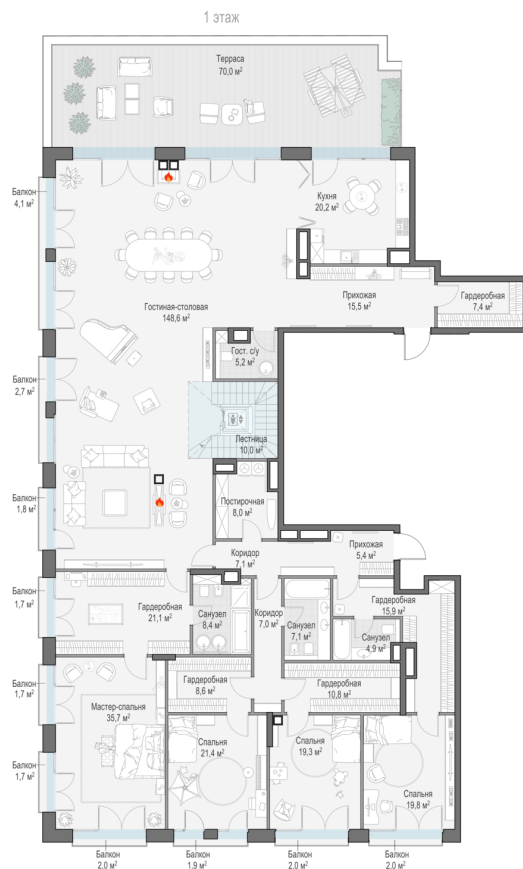 1 этаж
Терраса
70,0 м²
Балкон
4,1 м²
Кухня
20,2 м²
Прихожая
15,5 м²
Гардеробная
7,4 м²
Гостиная-столовая
148,6 м²
Гост. с/у
5,2 м²
Балкон
2,7 м²
Лестница
10,0 м²
Балкон
1,8 м²
Постирочная
8,0 м²
Прихожая
5,4 м²
Коридор
7,1 м²
Балкон
1,7 м²
Гардеробная
21,1 м²
Санузел
8,4 м²
Коридор
7,0 м²
Санузел
7,1 м²
Гардеробная
15,9 м²
Санузел
4,9 м²
Балкон
1,7 м²
Гардеробная
8,6 м²
Гардеробная
10,8 м²
Мастер-спальня
35,7 м²
Балкон
1,7 м²
Спальня
21,4 м²
Спальня
19,3 м²
Спальня
19,8 м²
Балкон
2,0 м²
Балкон
1,9 м²
Балкон
2,0 м²
Балкон
2,0 м²